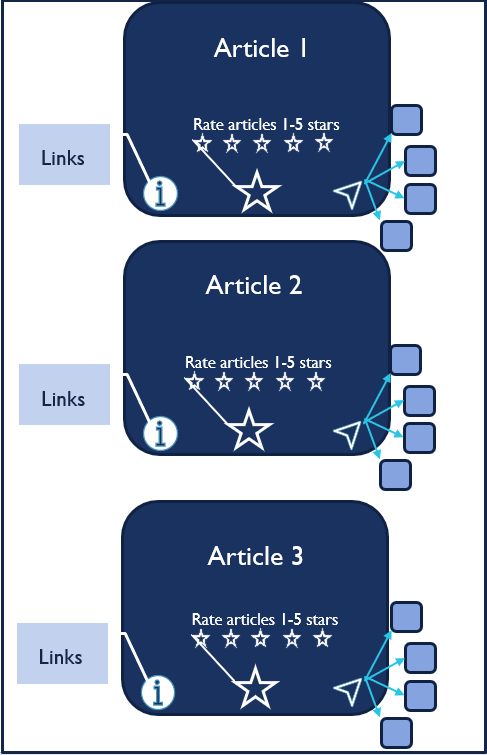 Article 1
Rate articles 1-5 stars
Links
i
Article 2
Rate articles 1-5 stars
Links
i
Article 3
Rate articles 1-5 stars
Links
i